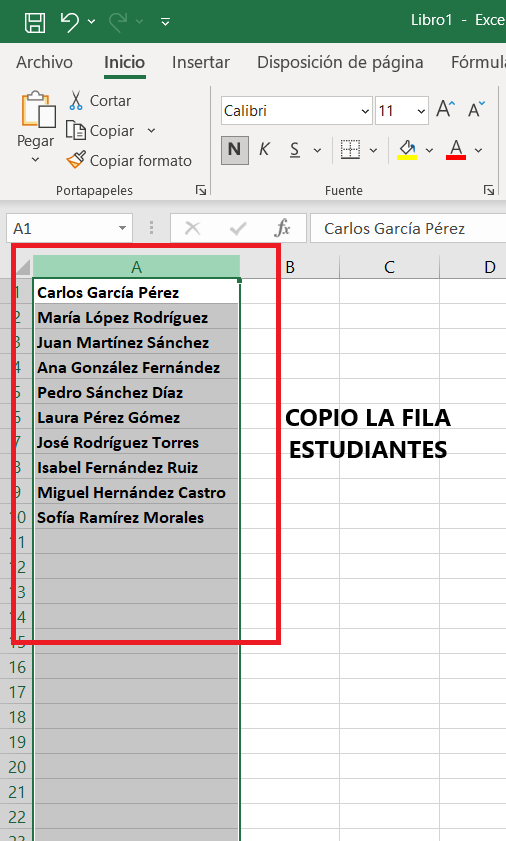 Libro1 - Exce
Archivo Inicio Insertar Disposición de página Fórmula
Pegar
Cortar
Copiar
Copiar formato
Portapapeles
Calibri 11
N K S
A A
A
Fuente
A1 fx Carlos García Pérez
A B C D
1 Carlos García Pérez
2 María López Rodríguez
3 Juan Martínez Sánchez
4 Ana González Fernández
5 Pedro Sánchez Díaz
6 Laura Pérez Gómez
7 José Rodríguez Torres
8 Isabel Fernández Ruiz
9 Miguel Hernández Castro
10 Sofía Ramírez Morales
COPIO LA FILA
ESTUDIANTES
11
12
13
14
15
16
17
18
19
20
21
22
23